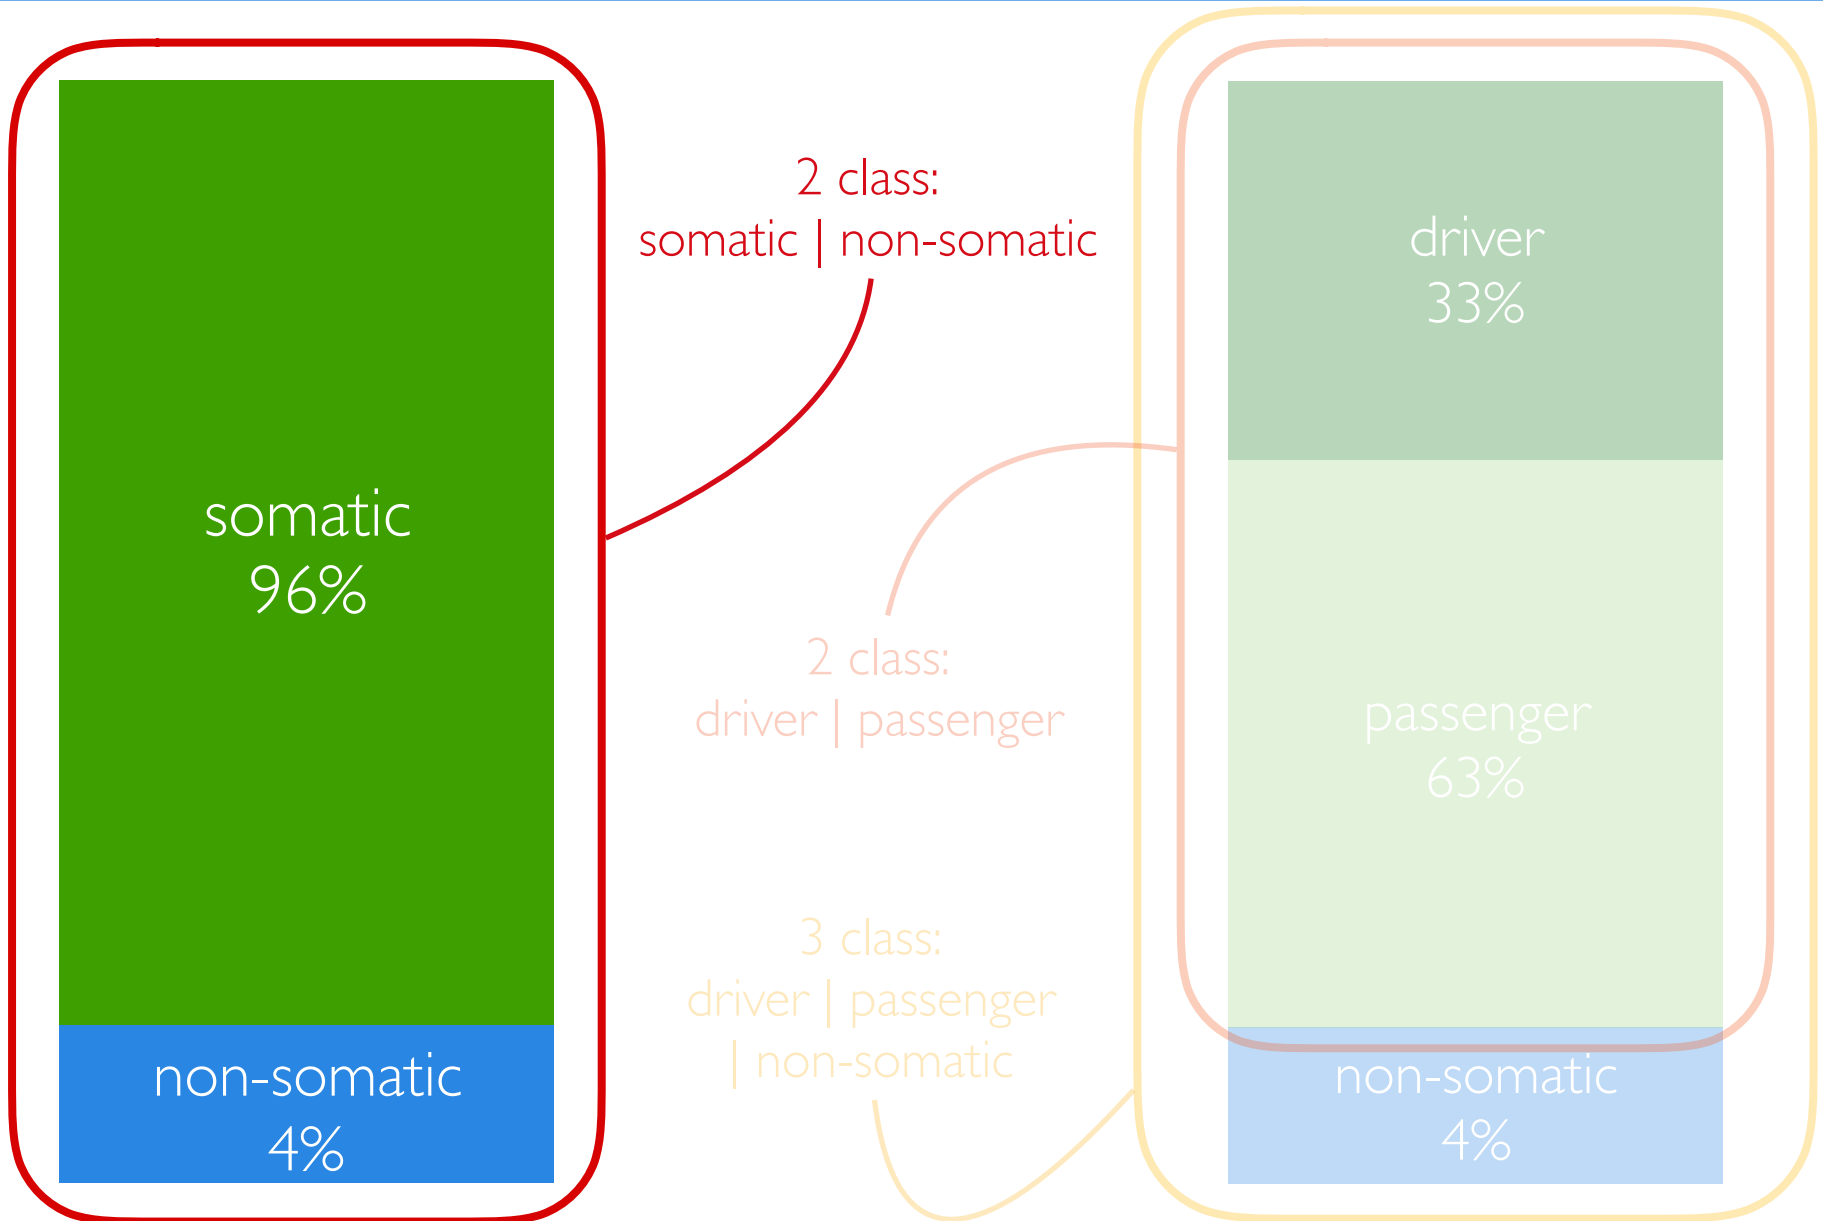 somatic
96%
non-somatic
4%
2 class:
somatic | non-somatic
2 class:
driver | passenger
3 class:
driver | passenger
| non-somatic
driver
33%
passenger
63%
non-somatic
4%